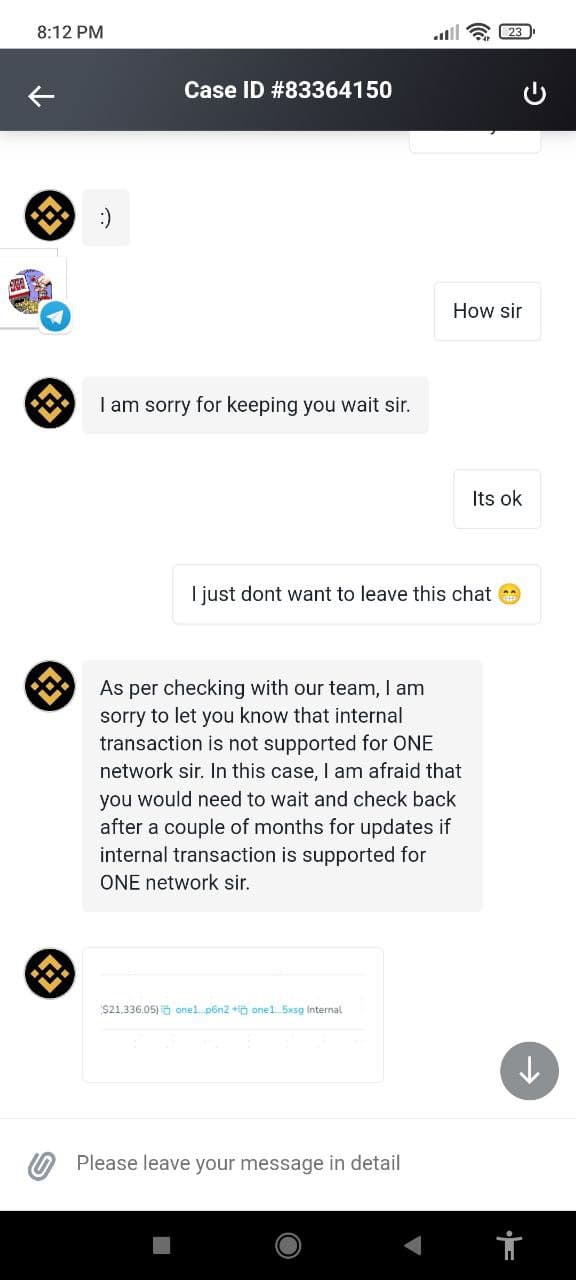 8:12 PM
23
Case ID #83364150
:)
How sir
I am sorry for keeping you wait sir.
Its ok
I just dont want to leave this chat 😁
As per checking with our team, I am
sorry to let you know that internal
transaction is not supported for ONE
network sir. In this case, I am afraid that
you would need to wait and check back
after a couple of months for updates if
internal transaction is supported for
ONE network sir.
$21,336.05) one1...p6n2 one1...5xsg Internal
Please leave your message in detail